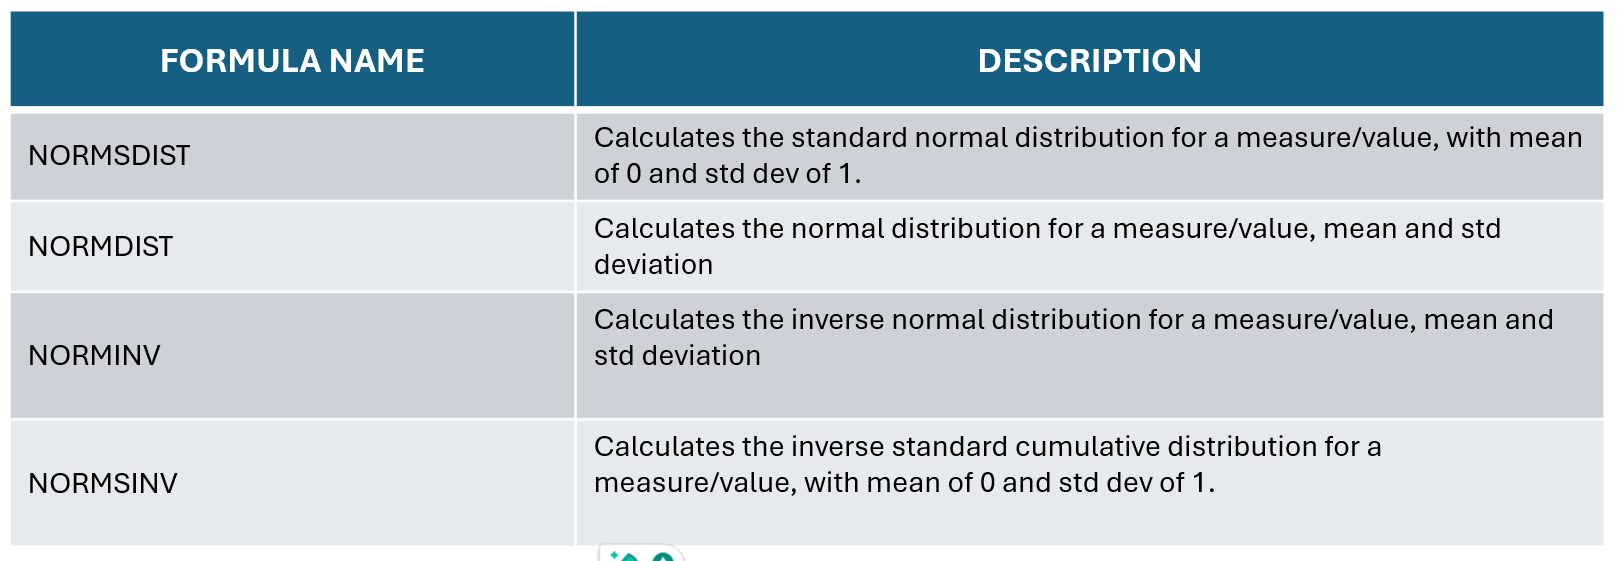 FORMULA NAME
DESCRIPTION
NORMSDIST
Calculates the standard normal distribution for a measure/value, with mean
of 0 and std dev of 1.
NORMDIST
Calculates the normal distribution for a measure/value, mean and std
deviation
NORMINV
Calculates the inverse normal distribution for a measure/value, mean and
std deviation
NORMSINV
Calculates the inverse standard cumulative distribution for a
measure/value, with mean of 0 and std dev of 1.